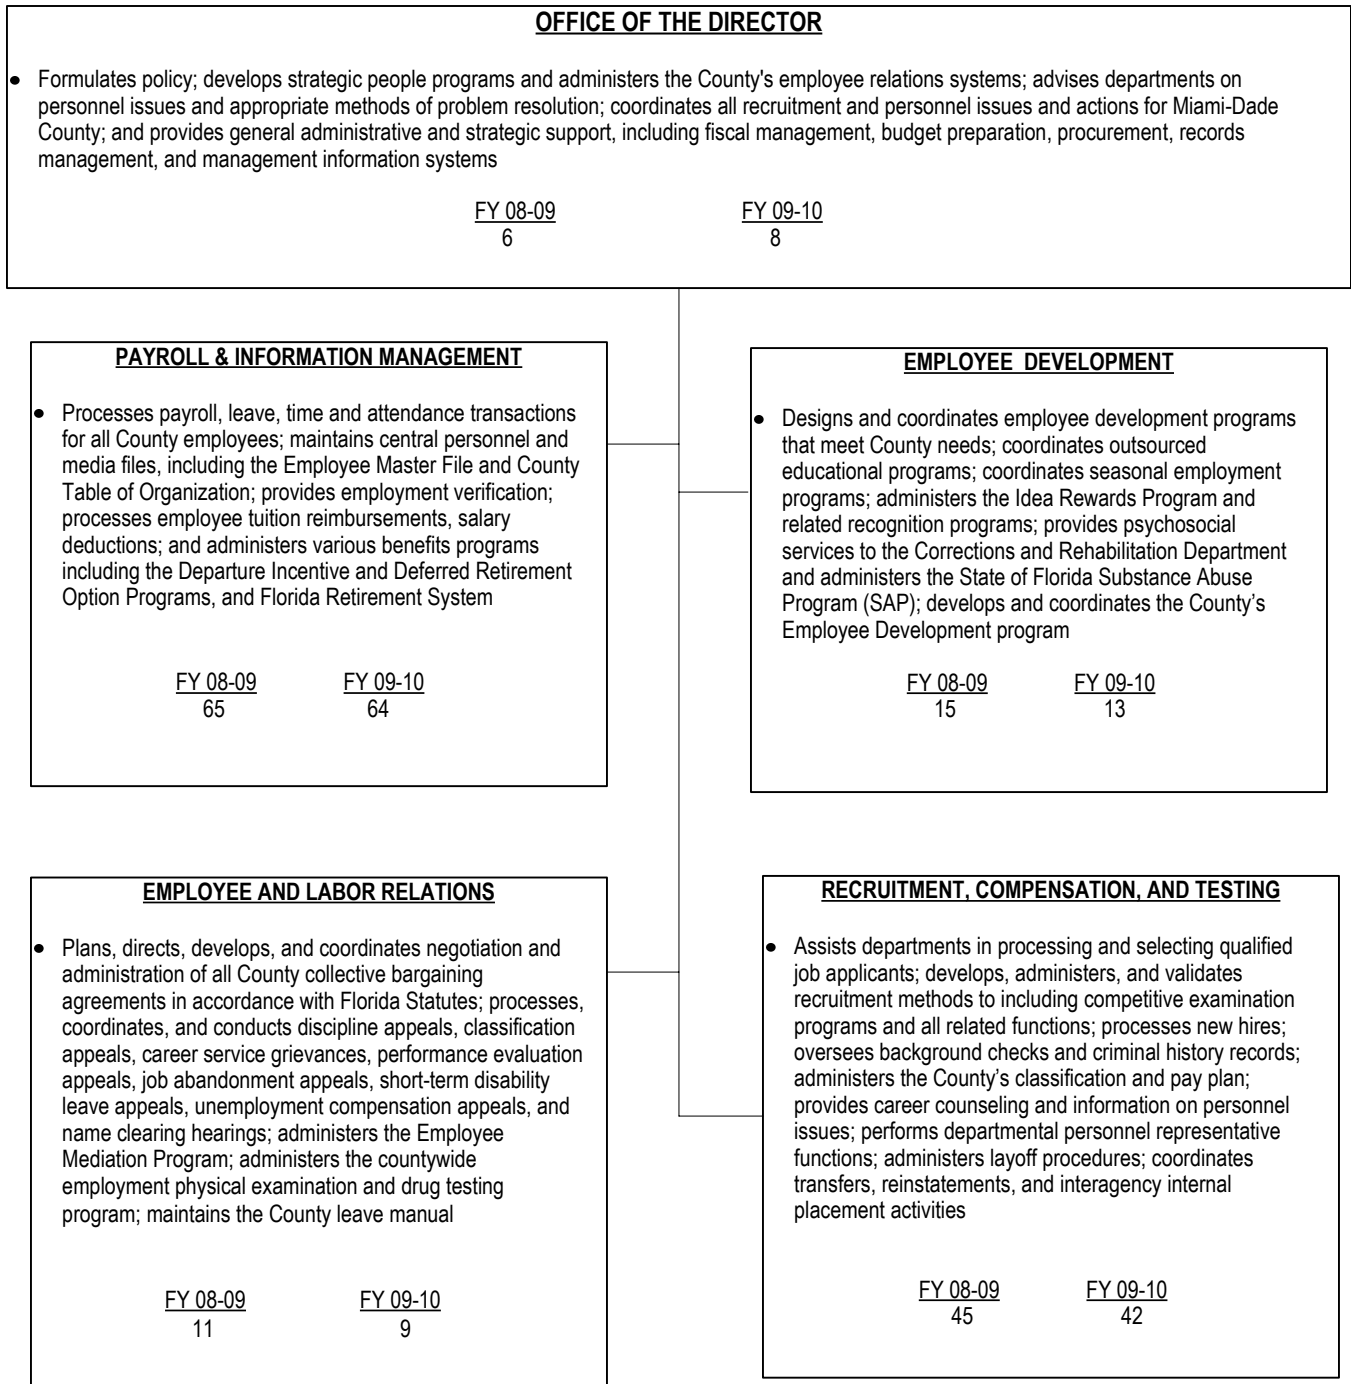 OFFICE OF THE DIRECTOR
● Formulates policy; develops strategic people programs and administers the County's employee relations systems; advises departments on
personnel issues and appropriate methods of problem resolution; coordinates all recruitment and personnel issues and actions for Miami-Dade
County; and provides general administrative and strategic support, including fiscal management, budget preparation, procurement, records
management, and management information systems
FY 08-09 FY 09-10
6 8
PAYROLL & INFORMATION MANAGEMENT
● Processes payroll, leave, time and attendance transactions
for all County employees; maintains central personnel and
media files, including the Employee Master File and County
Table of Organization; provides employment verification;
processes employee tuition reimbursements, salary
deductions; and administers various benefits programs
including the Departure Incentive and Deferred Retirement
Option Programs, and Florida Retirement System
FY 08-09 FY 09-10
65 64
EMPLOYEE DEVELOPMENT
● Designs and coordinates employee development programs
that meet County needs; coordinates outsourced
educational programs; coordinates seasonal employment
programs; administers the Idea Rewards Program and
related recognition programs; provides psychosocial
services to the Corrections and Rehabilitation Department
and administers the State of Florida Substance Abuse
Program (SAP); develops and coordinates the County’s
Employee Development program
FY 08-09 FY 09-10
15 13
EMPLOYEE AND LABOR RELATIONS
● Plans, directs, develops, and coordinates negotiation and
administration of all County collective bargaining
agreements in accordance with Florida Statutes; processes,
coordinates, and conducts discipline appeals, classification
appeals, career service grievances, performance evaluation
appeals, job abandonment appeals, short-term disability
leave appeals, unemployment compensation appeals, and
name clearing hearings; administers the Employee
Mediation Program; administers the countywide
employment physical examination and drug testing
program; maintains the County leave manual
FY 08-09 FY 09-10
11 9
RECRUITMENT, COMPENSATION, AND TESTING
● Assists departments in processing and selecting qualified
job applicants; develops, administers, and validates
recruitment methods to including competitive examination
programs and all related functions; processes new hires;
oversees background checks and criminal history records;
administers the County’s classification and pay plan;
provides career counseling and information on personnel
issues; performs departmental personnel representative
functions; administers layoff procedures; coordinates
transfers, reinstatements, and interagency internal
placement activities
FY 08-09 FY 09-10
45 42